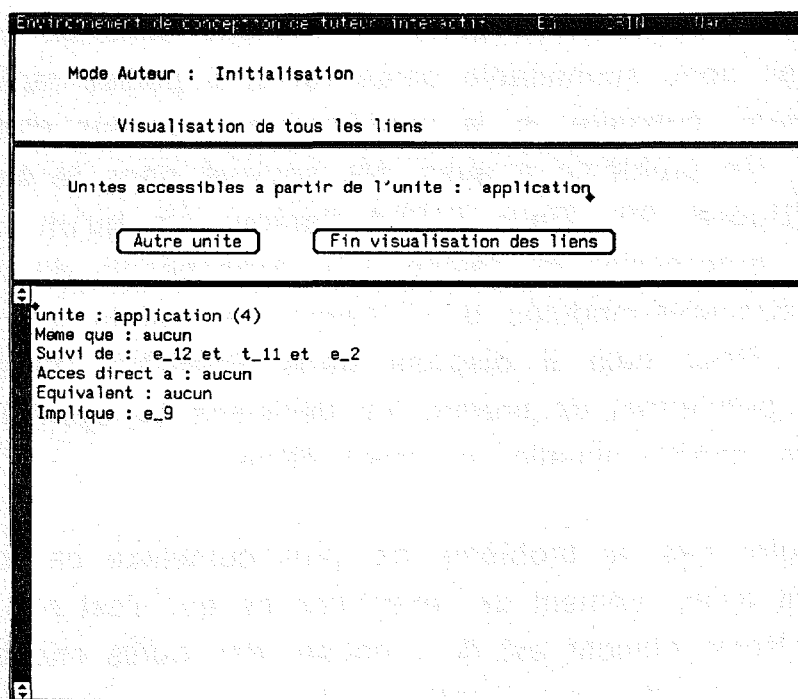 Environnement de conception de tuteur interactif
CRIN
Mode Auteur : Initialisation
Visualisation de tous les liens
Unites accessibles a partir de l'unite : application
Autre unite
Fin visualisation des liens
unite : application (4)
Meme que : aucun
Suivi de : e_12 et t_11 et e_2
Acces direct a : aucun
Equivalent : aucun
Implique : e_9